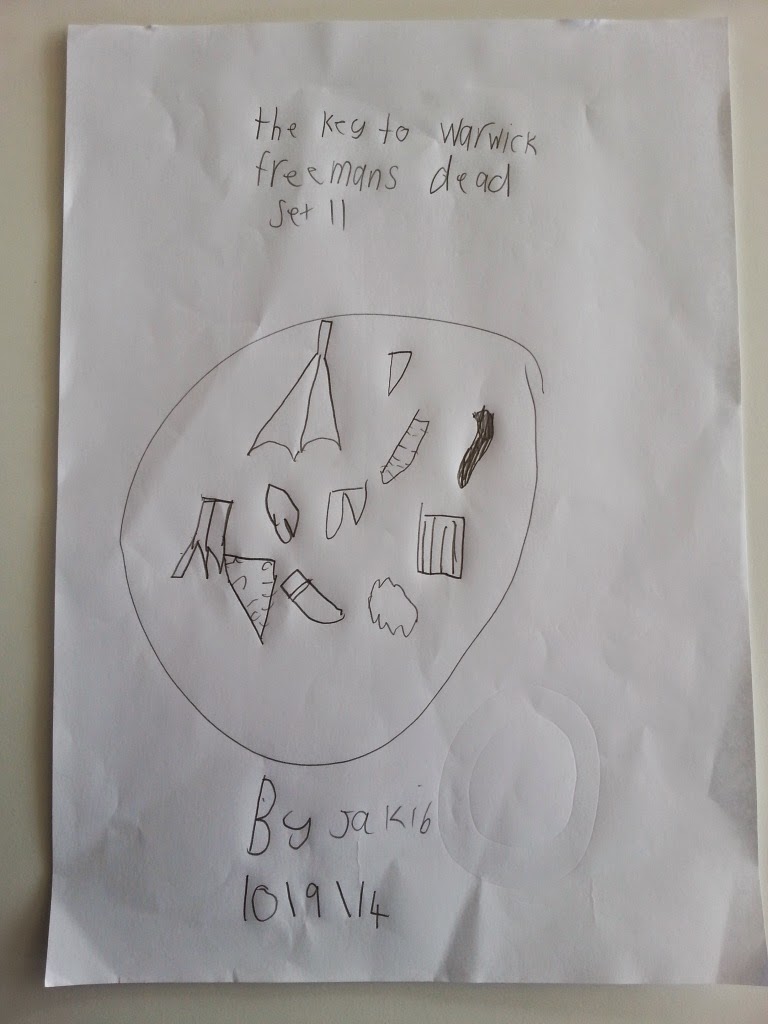 the key to warwick
freemans dead
set 11
By jakib
10\9\14